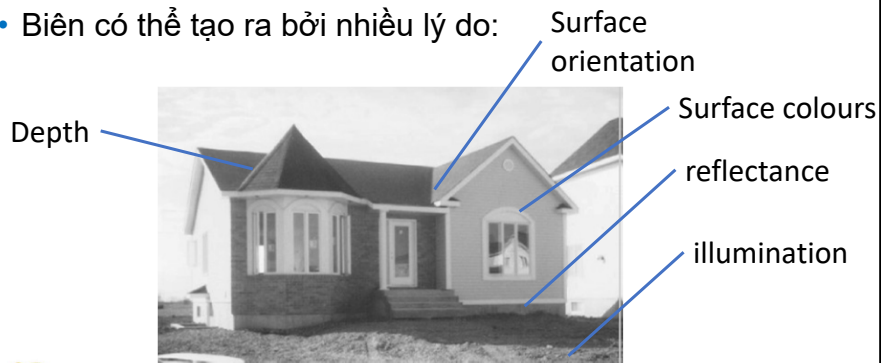 • Biên có thể tạo ra bởi nhiều lý do:
Surface
orientation
Depth
Surface colours
reflectance
illumination